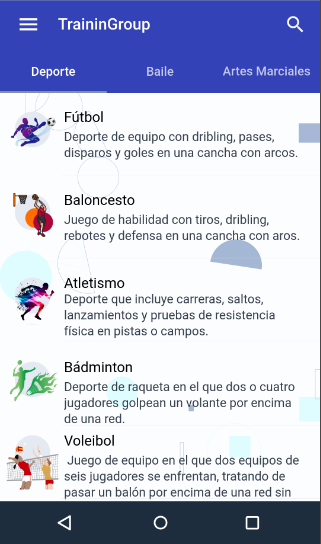 TraininGroup
Deporte
Baile
Artes Marciales
Fútbol
Deporte de equipo con dribling, pases,
disparos y goles en una cancha con arcos.
Baloncesto
Juego de habilidad con tiros, dribling,
rebotes y defensa en una cancha con aros.
Atletismo
Deporte que incluye carreras, saltos,
lanzamientos y pruebas de resistencia
física en pistas o campos.
Bádminton
Deporte de raqueta en el que dos o cuatro
jugadores golpean un volante por encima
de una red.
Voleibol
Juego de equipo en el que dos equipos de
seis jugadores se enfrentan, tratando de
pasar un balón por encima de una red sin